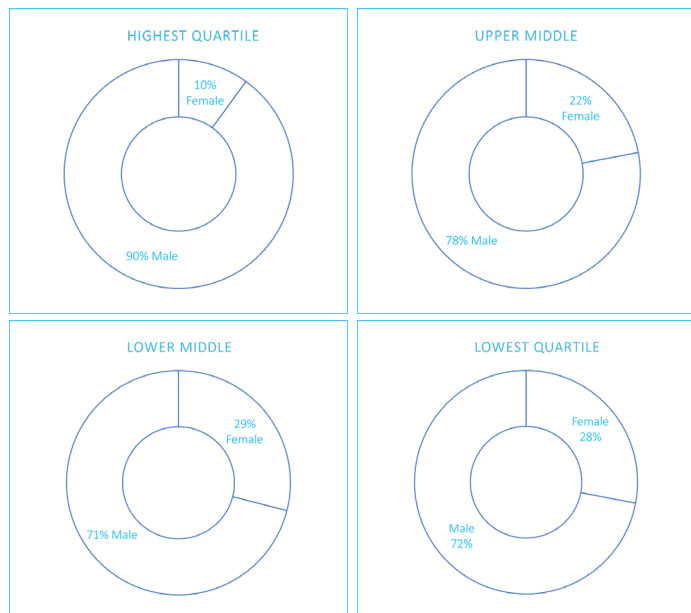 HIGHEST QUARTILE
10%
Female
90% Male
UPPER MIDDLE
22%
Female
78% Male
LOWER MIDDLE
29%
Female
71% Male
LOWEST QUARTILE
Female
28%
Male
72%